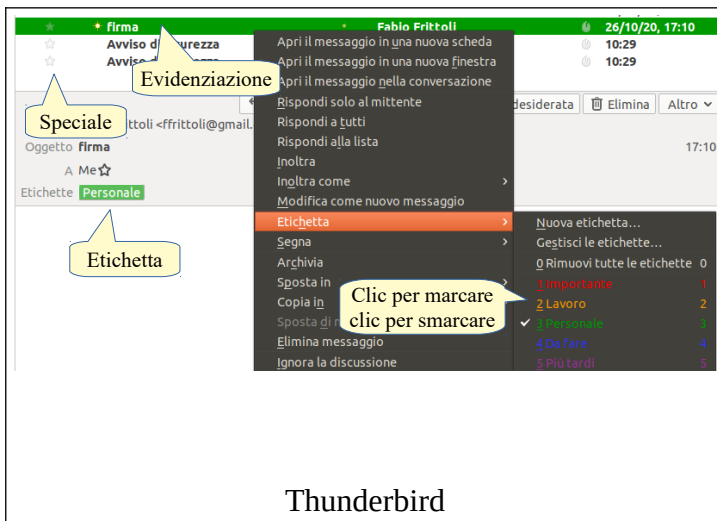 firma Fabio Frittoli 26/10/20, 17:10
Avviso di sicurezza 10:29
Avviso 10:29
Evidenziazione
Speciale
Apri il messaggio in una nuova scheda
Apri il messaggio in una nuova finestra
Apri il messaggio nella conversazione
Rispondi solo al mittente
Rispondi a tutti
Rispondi alla lista
Inoltra
Inoltra come
Modifica come nuovo messaggio
Etichetta
Segna
Archivia
Sposta in
Copia in
Sposta di
Elimina messaggio
Ignora la discussione
desiderata Elimina Altro
ttoli <ffrittoli@gmail.
Oggetto firma 17:10
A Me
Etichette Personale
Etichetta
Nuova etichetta...
Gestisci le etichette...
0 Rimuovi tutte le etichette 0
1 Importante 1
2 Lavoro 2
3 Personale 3
4 Da fare 4
5 Più tardi 5
Clic per marcare
clic per smarcare
Thunderbird